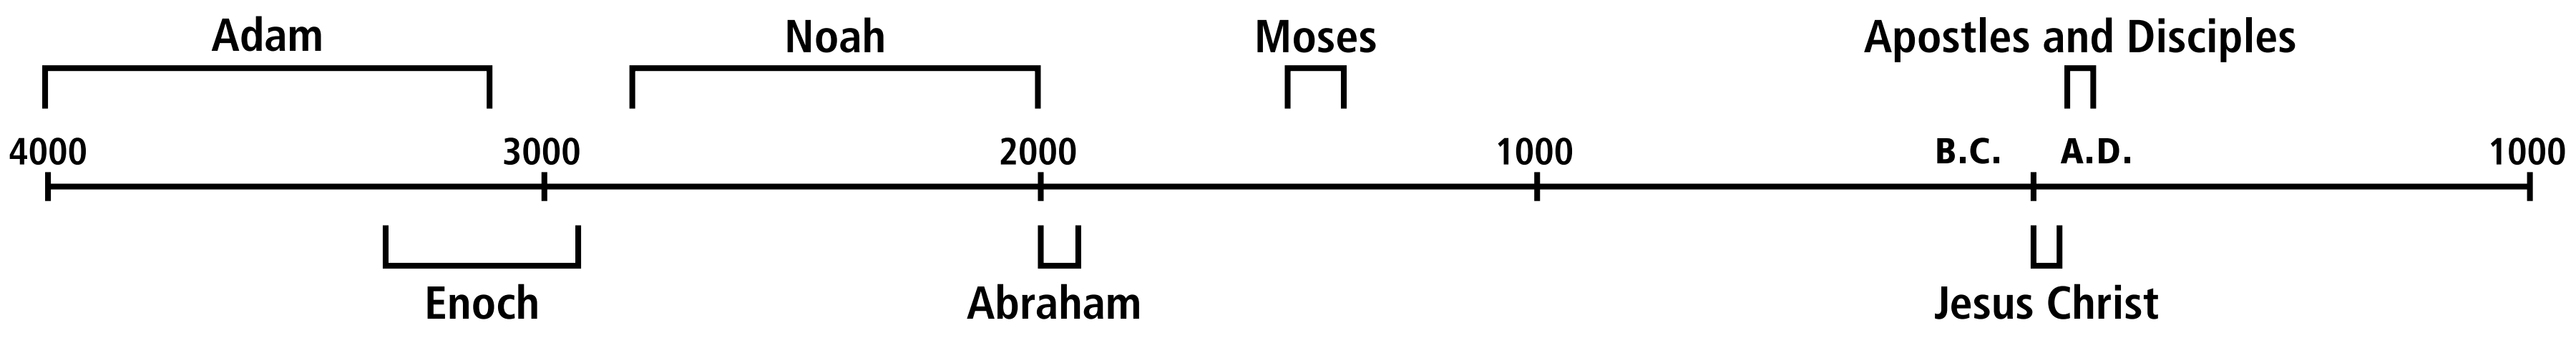 Adam Noah Moses Apostles and Disciples
4000 3000 2000 1000 B.C. A.D. 1000
Enoch Abraham Jesus Christ